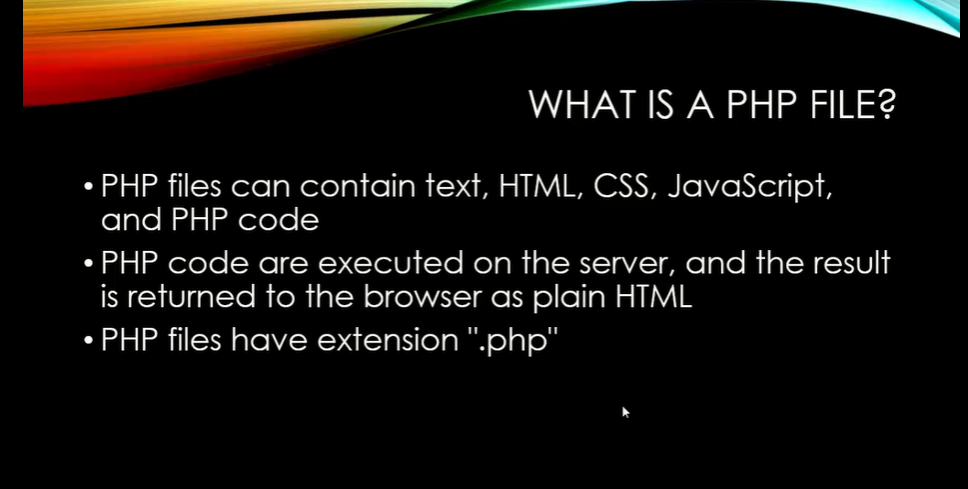 WHAT IS A PHP FILE?
• PHP files can contain text, HTML, CSS, JavaScript,
and PHP code
• PHP code are executed on the server, and the result
is returned to the browser as plain HTML
• PHP files have extension ".php"